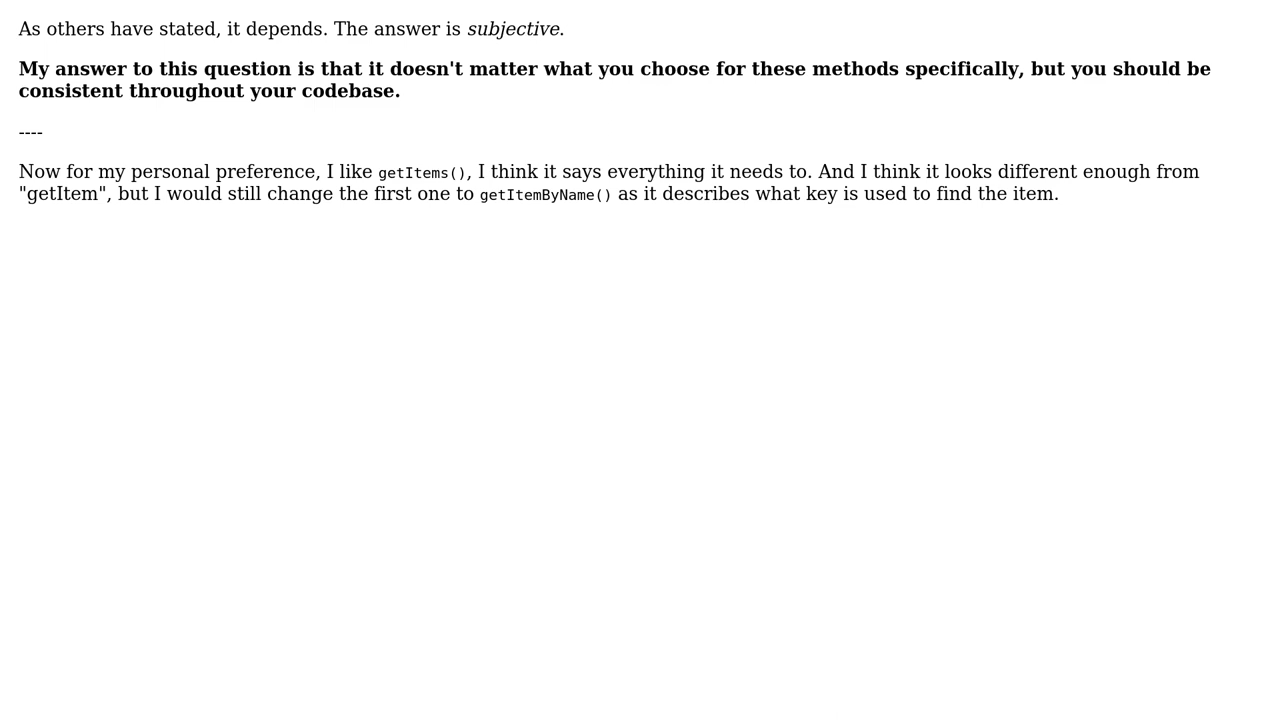 As others have stated, it depends. The answer is subjective.
My answer to this question is that it doesn't matter what you choose for these methods specifically, but you should be
consistent throughout your codebase.
----
Now for my personal preference, I like getItems(), I think it says everything it needs to. And I think it looks different enough from
"getItem", but I would still change the first one to getItemByName() as it describes what key is used to find the item.